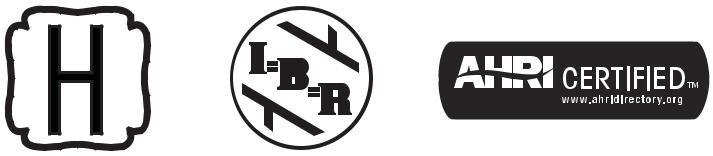 H
I=B=R
AHRI CERTIFIED™
www.ahridirectory.org